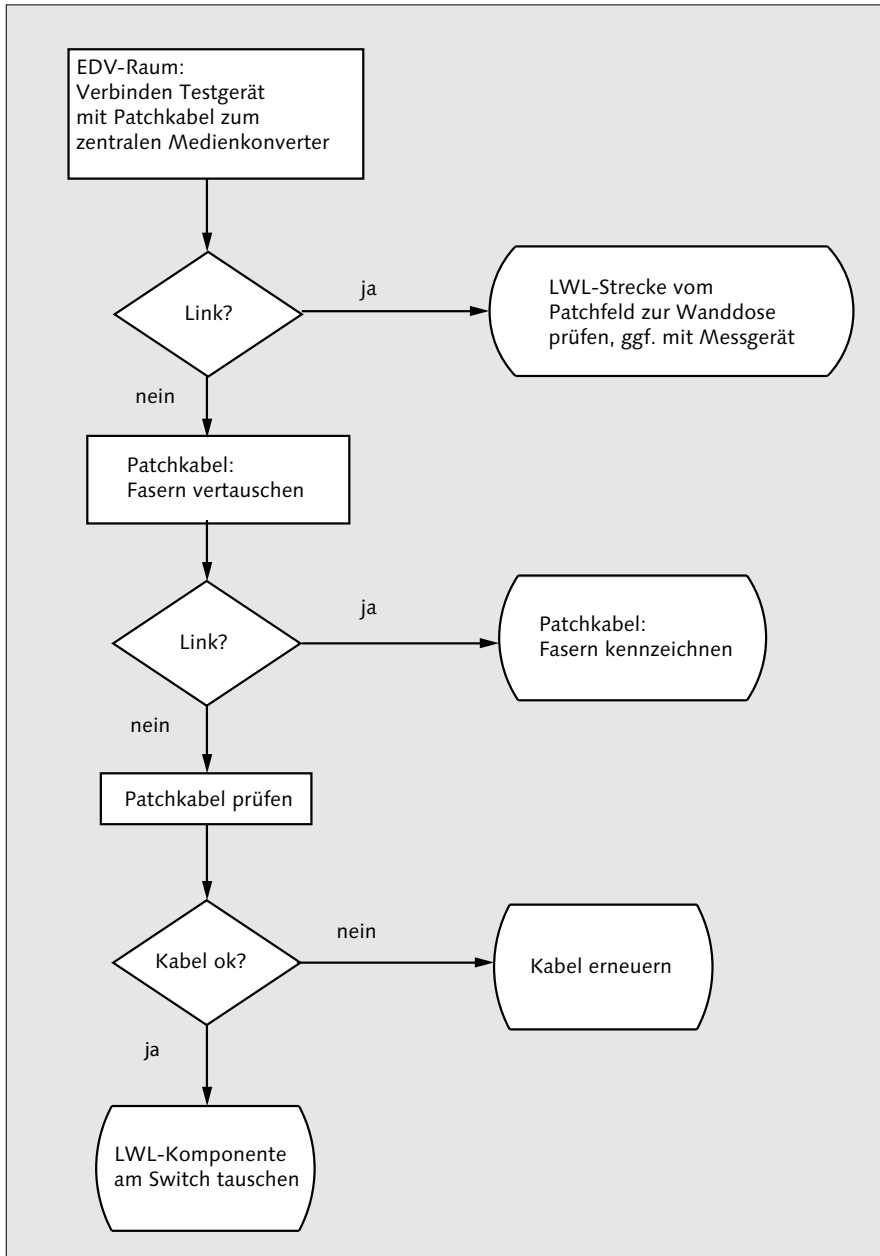 EDV-Raum:
Verbinden Testgerät
mit Patchkabel zum
zentralen Medienkonverter
Link?
ja
LWL-Strecke vom
Patchfeld zur Wanddose
prüfen, ggf. mit Messgerät
nein
Patchkabel:
Fasern vertauschen
Link?
ja
Patchkabel:
Fasern kennzeichnen
nein
Patchkabel prüfen
Kabel ok?
nein
Kabel erneuern
ja
LWL-Komponente
am Switch tauschen